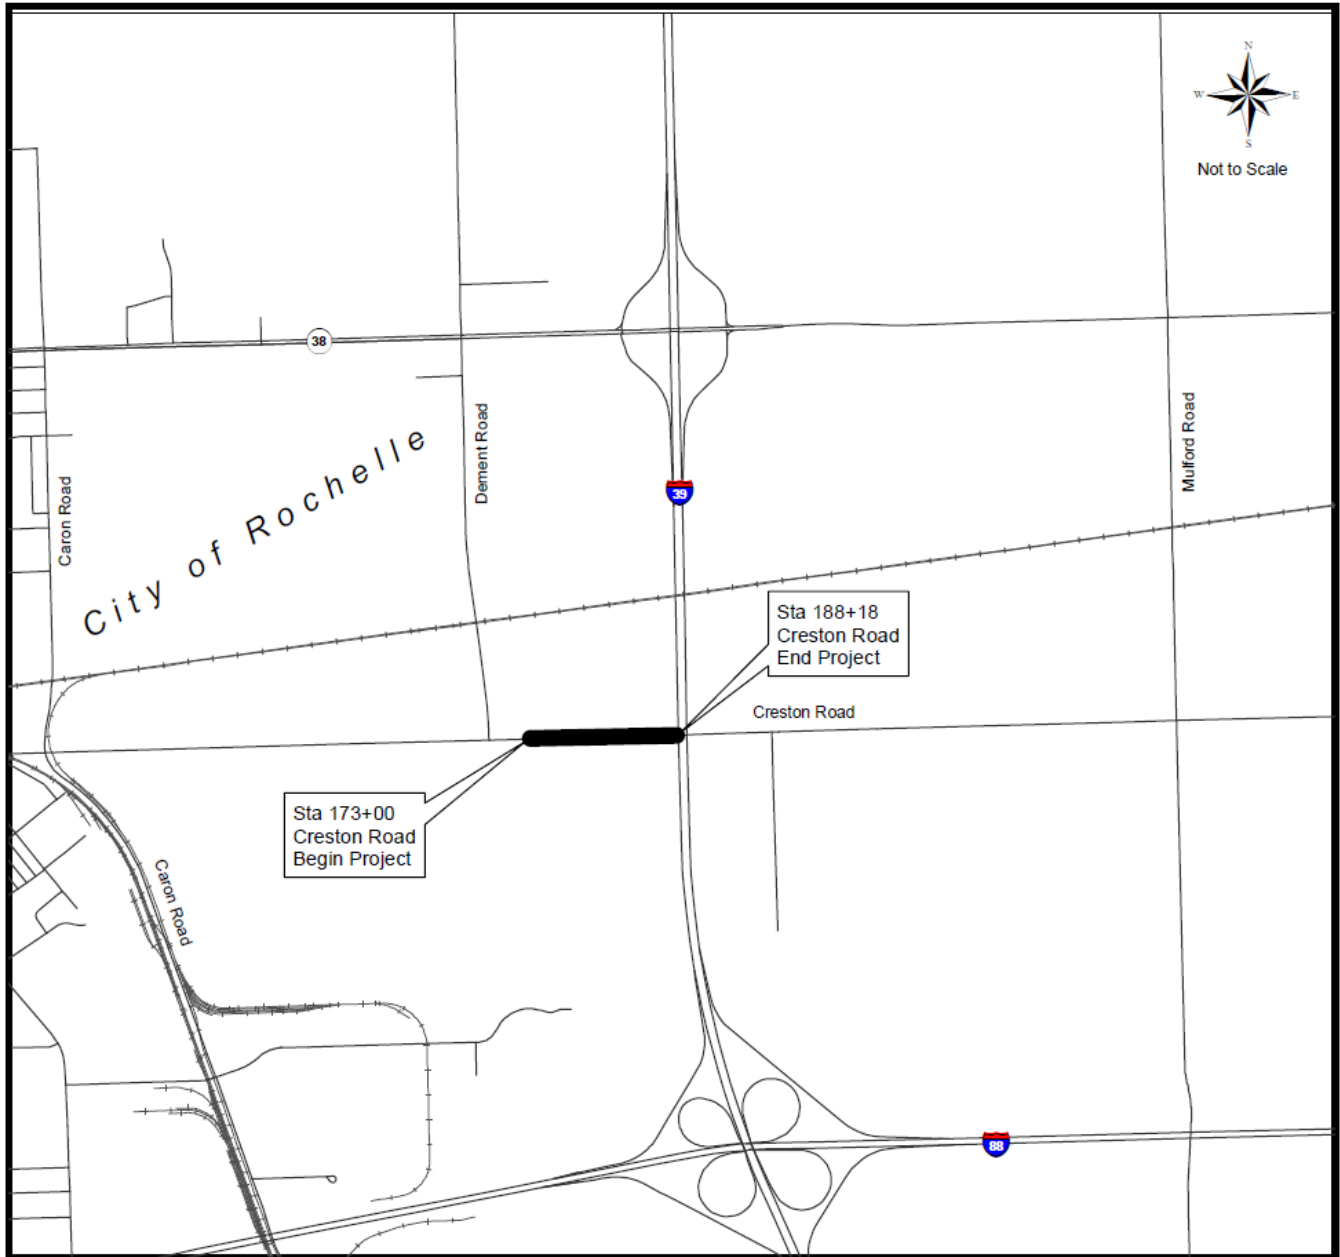 N
W E
S
Not to Scale
38
City of Rochelle
Dement Road
Mulford Road
Caron Road
39
Sta 188+18
Creston Road
End Project
Creston Road
Sta 173+00
Creston Road
Begin Project
Caron Road
88